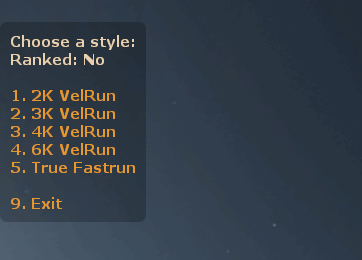 Choose a style:
Ranked: No
1. 2K VelRun
2. 3K VelRun
3. 4K VelRun
4. 6K VelRun
5. True Fastrun
9. Exit